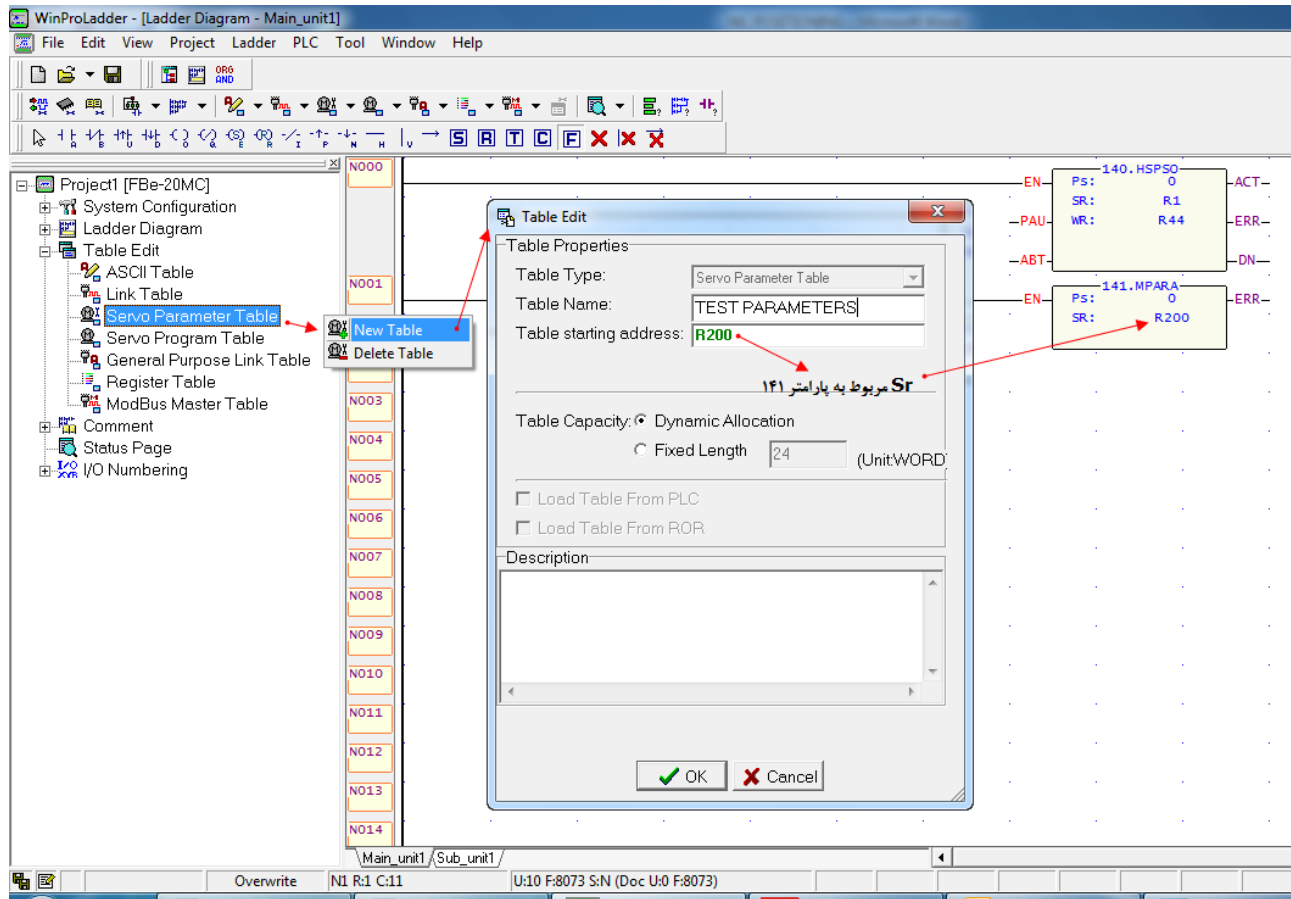 WinProLadder - [Ladder Diagram - Main_unit1]
File Edit View Project Ladder PLC Tool Window Help
ORG
AND
A B U D Q E R I P N H V S R T C F
Project1 [FBe-20MC]
System Configuration
Ladder Diagram
Table Edit
ASCII Table
Link Table
Servo Parameter Table
Servo Program Table
General Purpose Link Table
Register Table
ModBus Master Table
Comment
Status Page
I/O Numbering
New Table
Delete Table
N000
N001
N003
N004
N005
N006
N007
N008
N009
N010
N011
N012
N013
N014
140.HSPSO
EN Ps: 0 ACT
SR: R1
PAU WR: R44 ERR
ABT DN
141.MPARA
EN Ps: 0 ERR
SR: R200
Table Edit
Table Properties
Table Type: Servo Parameter Table
Table Name: TEST PARAMETERS
Table starting address: R200
Sr مربوط به پارامتر ۱۴۱
Table Capacity: Dynamic Allocation
Fixed Length 24 (Unit:WORD
Load Table From PLC
Load Table From ROR
Description
OK Cancel
Main_unit1 Sub_unit1
Overwrite N1 R:1 C:11 U:10 F:8073 S:N (Doc U:0 F:8073)